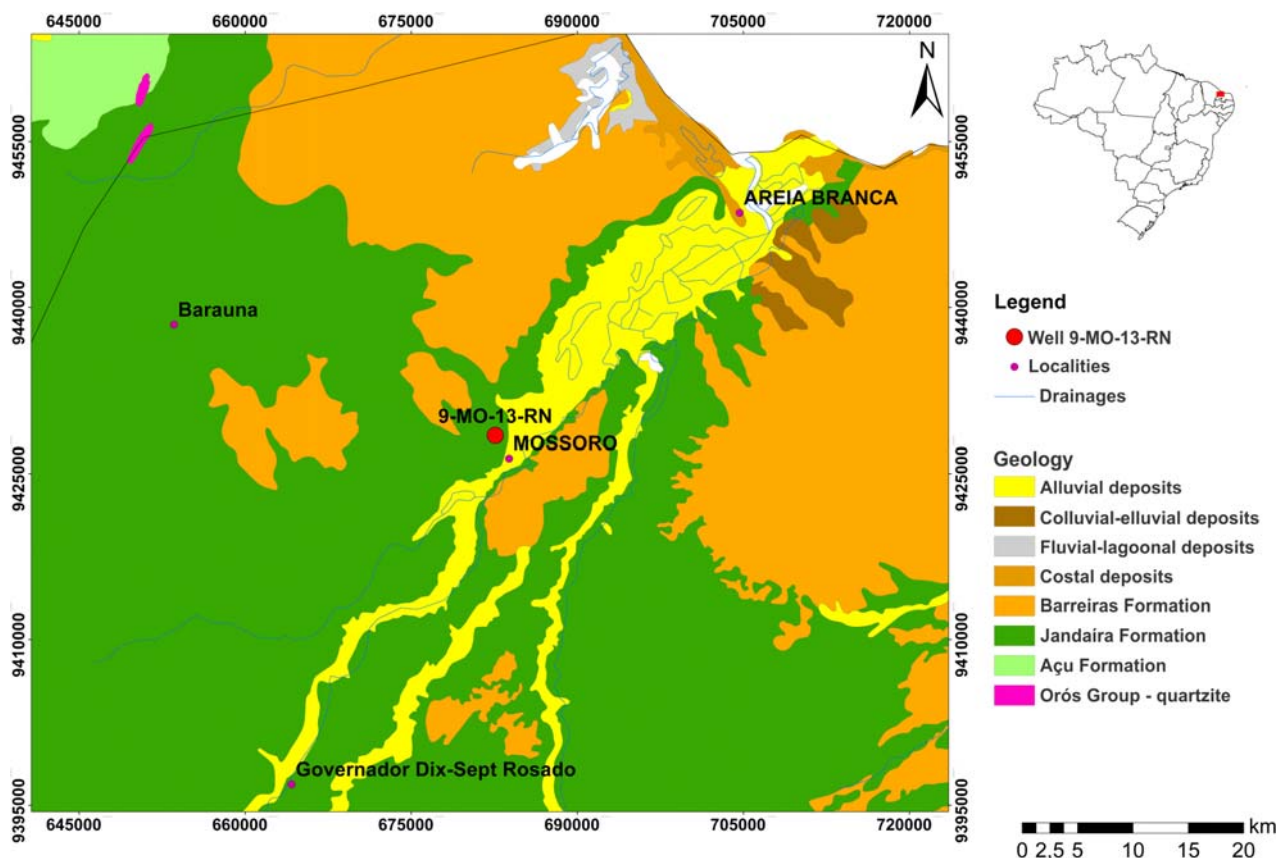 645000 660000 675000 690000 705000 720000
N
9455000 9455000
AREIA BRANCA
Barauna
9440000 9440000
9-MO-13-RN
MOSSORO
9425000 9425000
9410000 9410000
Governador Dix-Sept Rosado
9395000 9395000
645000 660000 675000 690000 705000 720000
Legend
Well 9-MO-13-RN
Localities
Drainages
Geology
Alluvial deposits
Colluvial-elluvial deposits
Fluvial-lagoonal deposits
Costal deposits
Barreiras Formation
Jandaira Formation
Açu Formation
Orós Group - quartzite
km
0 2,5 5 10 15 20